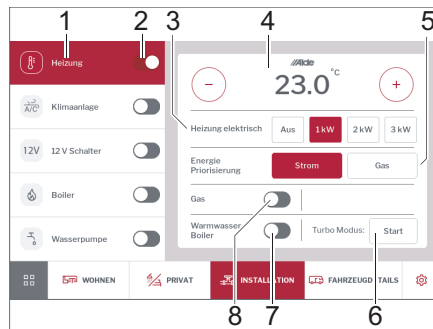 1
2
3
4
5
Heizung
Alde
23.0 °C
−
+
A/C
Klimaanlage
Heizung elektrisch
Aus
1 kW
2 kW
3 kW
12V
12 V Schalter
Energie
Priorisierung
Strom
Gas
Boiler
Gas
Wasserpumpe
Warmwasser
Boiler
Turbo Modus:
Start
WOHNEN
PRIVAT
INSTALLATION
FAHRZEUGDETAILS
8
7
6